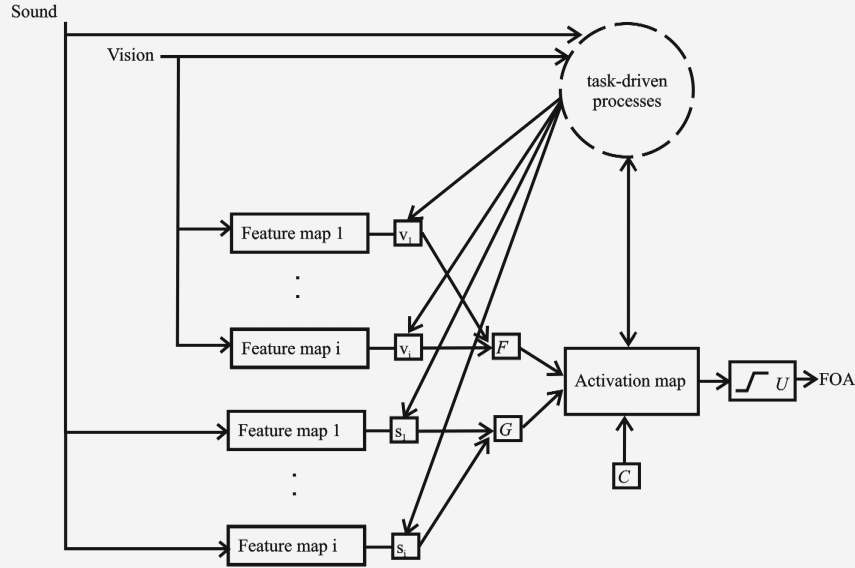 Sound
Vision
task-driven
processes
Feature map 1
v₁
Feature map i
vᵢ
F
Activation map
U
FOA
Feature map 1
s₁
G
C
Feature map i
sᵢ